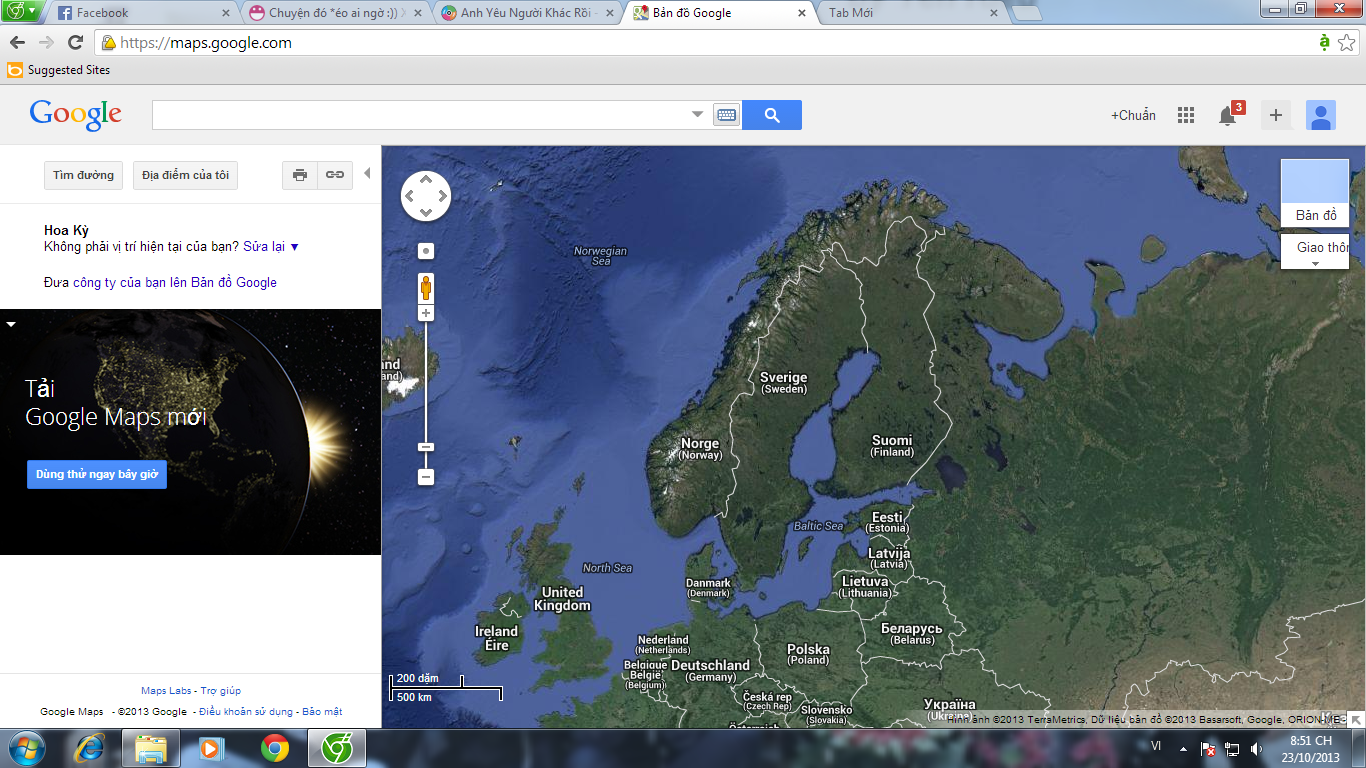 Facebook
Chuyện đó *éo ai ngờ :))
Anh Yêu Người Khác Rồi -
Bản đồ Google
Tab Mới
https://maps.google.com
Suggested Sites
Google
+Chuẩn
3
Tìm đường
Địa điểm của tôi
Hoa Kỳ
Không phải vị trí hiện tại của bạn? Sửa lại ▼
Đưa công ty của bạn lên Bản đồ Google
Tải
Google Maps mới
Dùng thử ngay bây giờ
Maps Labs - Trợ giúp
Google Maps - ©2013 Google - Điều khoản sử dụng - Bảo mật
Bản đồ
Giao thôn
Norwegian
Sea
and
and)
Sverige
(Sweden)
Norge
(Norway)
Suomi
(Finland)
Baltic Sea
Eesti
(Estonia)
Latvija
(Latvia)
North Sea
Danmark
(Denmark)
Lietuva
(Lithuania)
United
Kingdom
Ireland
Éire
Nederland
(Netherlands)
Беларусь
(Belarus)
Polska
(Poland)
Belgique
België
(Belgium)
Deutschland
(Germany)
200 dặm
500 km
Česká rep
(Czech Rep)
Slovensko
(Slovakia)
Україна
(Ukraine)
Österreich
Hình ảnh ©2013 TerraMetrics, Dữ liệu bản đồ ©2013 Basarsoft, Google, ORION-ME
VI
8:51 CH
23/10/2013